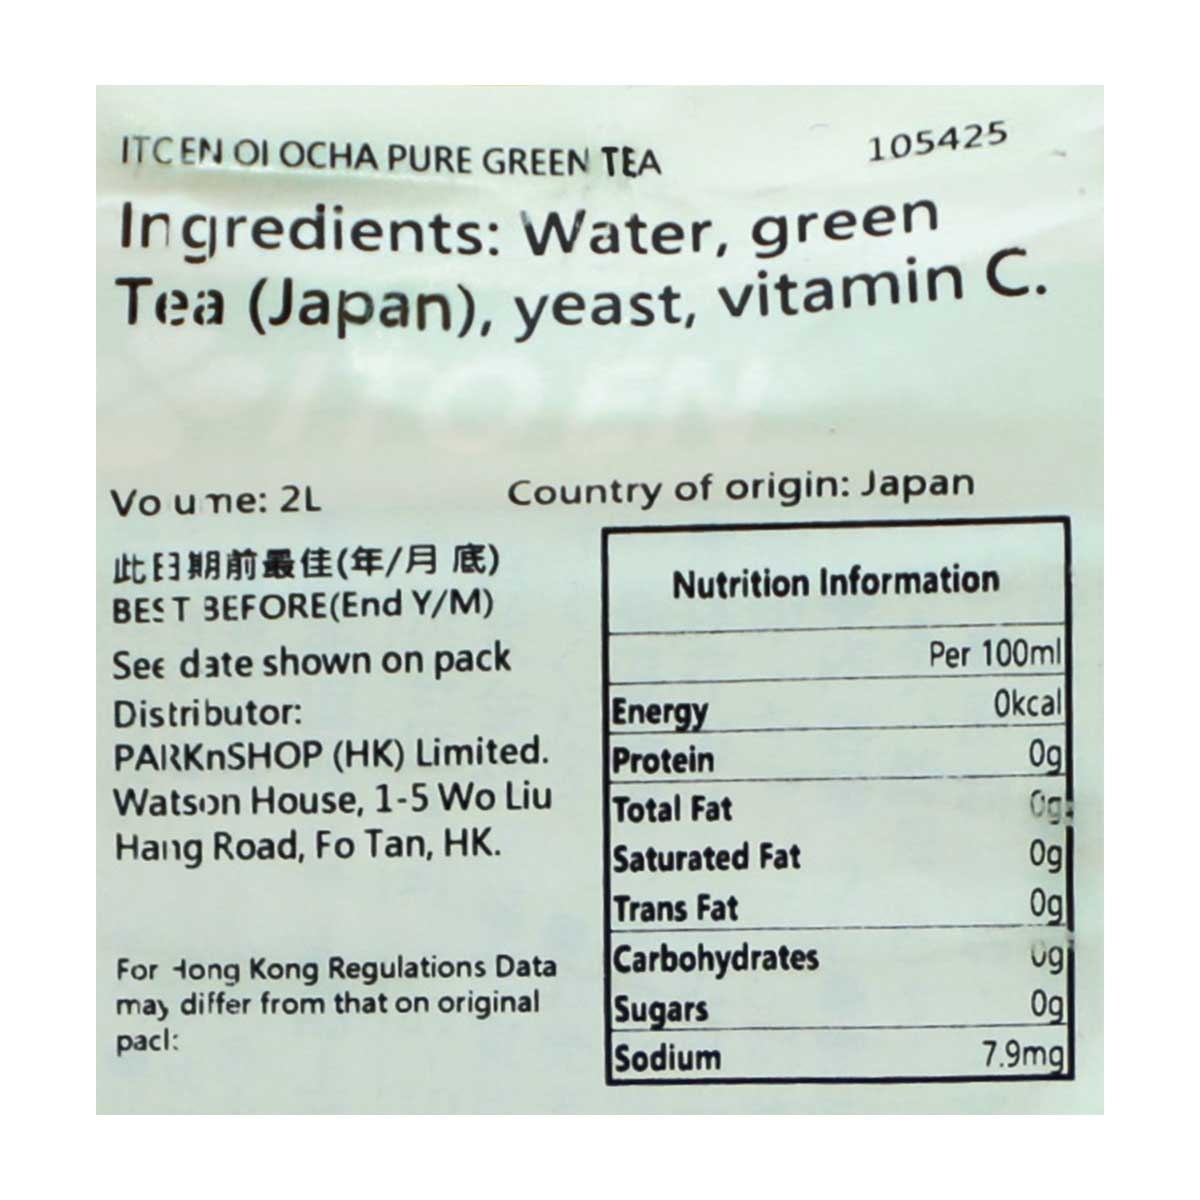 ITOEN OI OCHA PURE GREEN TEA 105425
Ingredients: Water, green
Tea (Japan), yeast, vitamin C.
ITO EN
Volume: 2L
Country of origin: Japan
此日期前最佳(年/月 底)
BEST BEFORE(End Y/M)
See date shown on pack
Distributor:
PARKnSHOP (HK) Limited.
Watson House, 1-5 Wo Liu
Hang Road, Fo Tan, HK.
For Hong Kong Regulations Data
may differ from that on original
pack
Nutrition Information
Per 100ml
Energy 0kcal
Protein 0g
Total Fat 0g
Saturated Fat 0g
Trans Fat 0g
Carbohydrates 0g
Sugars 0g
Sodium 7.9mg